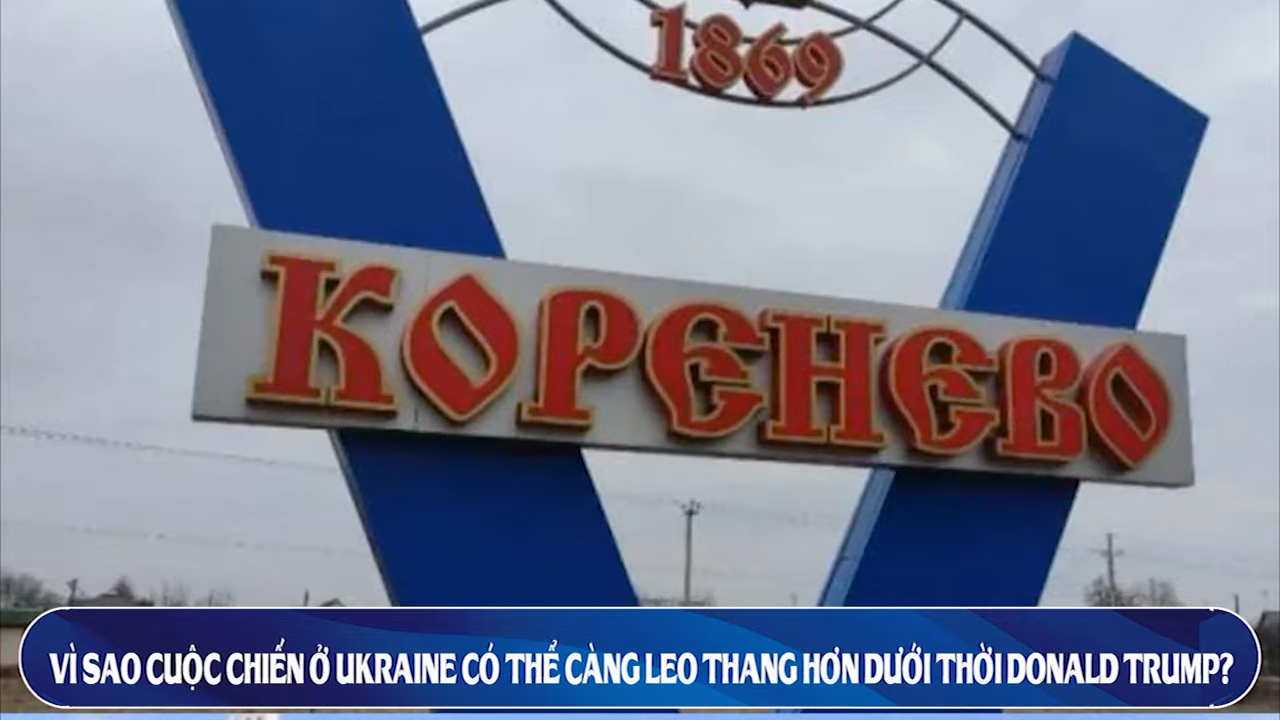 1869
КОРЕНЕВО
VÌ SAO CUỘC CHIẾN Ở UKRAINE CÓ THỂ CÀNG LEO THANG HƠN DƯỚI THỜI DONALD TRUMP?